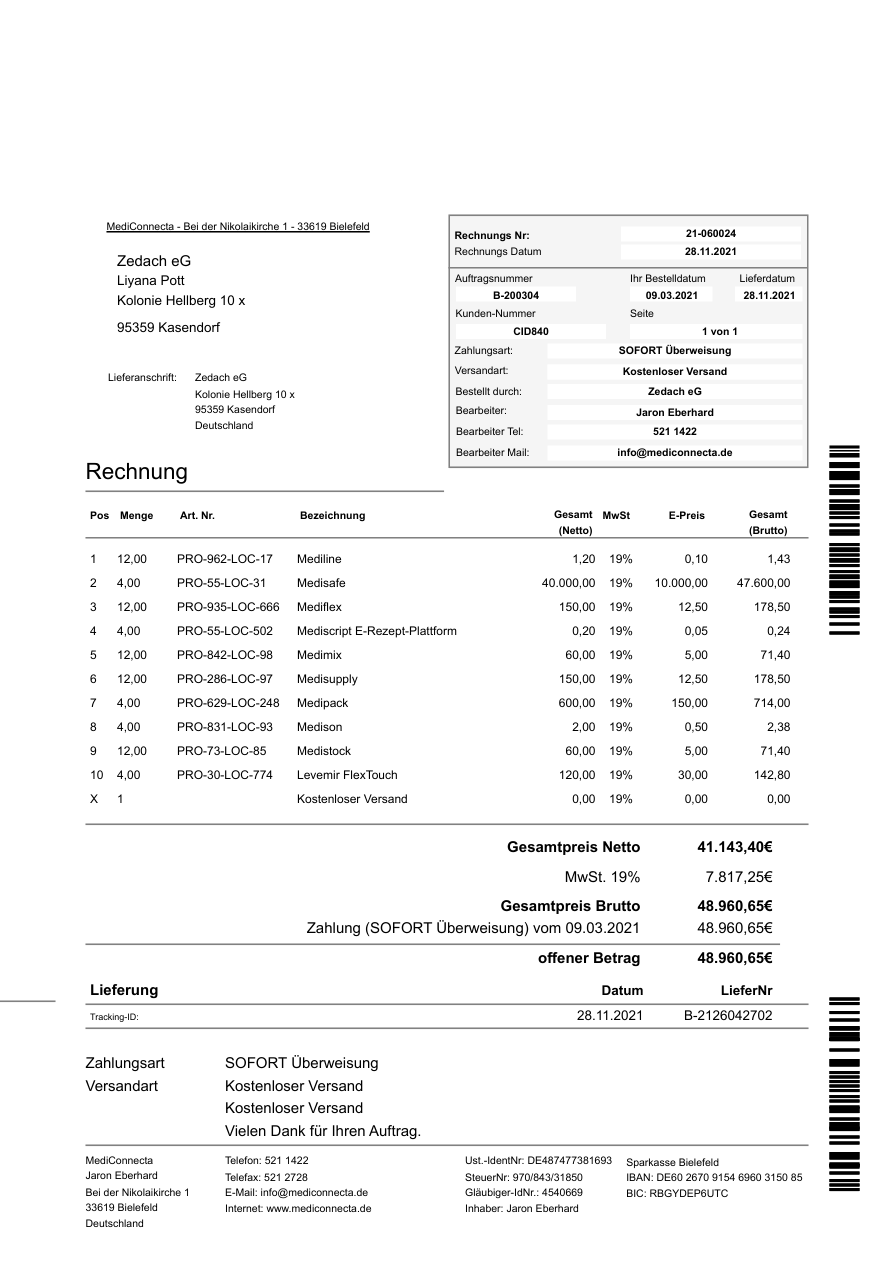 MediConnecta - Bei der Nikolaikirche 1 - 33619 Bielefeld
Zedach eG
Liyana Pott
Kolonie Hellberg 10 x
95359 Kasendorf
Lieferanschrift: Zedach eG
Kolonie Hellberg 10 x
95359 Kasendorf
Deutschland
Rechnungs Nr: 21-060024
Rechnungs Datum 28.11.2021
Auftragsnummer Ihr Bestelldatum Lieferdatum
B-200304 09.03.2021 28.11.2021
Kunden-Nummer Seite
CID840 1 von 1
Zahlungsart: SOFORT Überweisung
Versandart: Kostenloser Versand
Bestellt durch: Zedach eG
Bearbeiter: Jaron Eberhard
Bearbeiter Tel: 521 1422
Bearbeiter Mail: info@mediconnecta.de
Rechnung
Pos Menge Art. Nr. Bezeichnung Gesamt MwSt E-Preis Gesamt
(Netto) (Brutto)
1 12,00 PRO-962-LOC-17 Mediline 1,20 19% 0,10 1,43
2 4,00 PRO-55-LOC-31 Medisafe 40.000,00 19% 10.000,00 47.600,00
3 12,00 PRO-935-LOC-666 Mediflex 150,00 19% 12,50 178,50
4 4,00 PRO-55-LOC-502 Mediscript E-Rezept-Plattform 0,20 19% 0,05 0,24
5 12,00 PRO-842-LOC-98 Medimix 60,00 19% 5,00 71,40
6 12,00 PRO-286-LOC-97 Medisupply 150,00 19% 12,50 178,50
7 4,00 PRO-629-LOC-248 Medipack 600,00 19% 150,00 714,00
8 4,00 PRO-831-LOC-93 Medison 2,00 19% 0,50 2,38
9 12,00 PRO-73-LOC-85 Medistock 60,00 19% 5,00 71,40
10 4,00 PRO-30-LOC-774 Levemir FlexTouch 120,00 19% 30,00 142,80
X 1 Kostenloser Versand 0,00 19% 0,00 0,00
Gesamtpreis Netto 41.143,40€
MwSt. 19% 7.817,25€
Gesamtpreis Brutto 48.960,65€
Zahlung (SOFORT Überweisung) vom 09.03.2021 48.960,65€
offener Betrag 48.960,65€
Lieferung Datum LieferNr
Tracking-ID: 28.11.2021 B-2126042702
Zahlungsart SOFORT Überweisung
Versandart Kostenloser Versand
Kostenloser Versand
Vielen Dank für Ihren Auftrag.
MediConnecta Telefon: 521 1422 Ust.-IdentNr: DE487477381693 Sparkasse Bielefeld
Jaron Eberhard Telefax: 521 2728 SteuerNr: 970/843/31850 IBAN: DE60 2670 9154 6960 3150 85
Bei der Nikolaikirche 1 E-Mail: info@mediconnecta.de Gläubiger-IdNr.: 4540669 BIC: RBGYDEP6UTC
33619 Bielefeld Internet: www.mediconnecta.de Inhaber: Jaron Eberhard
Deutschland